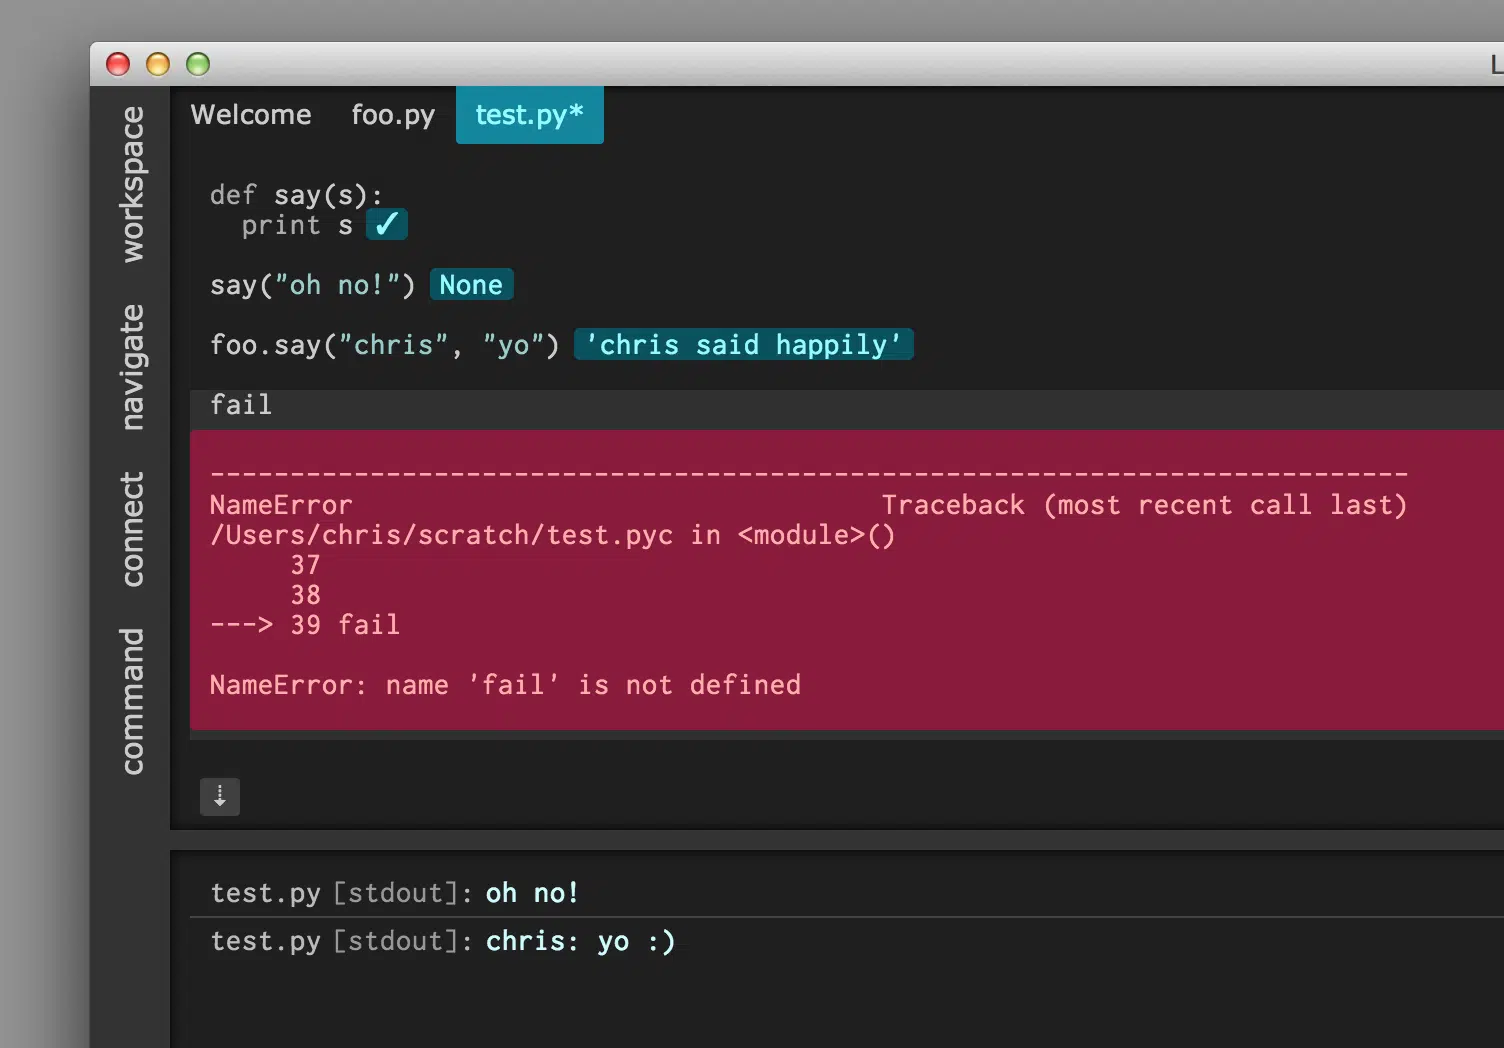 L
workspace
navigate
connect
command
Welcome foo.py test.py*
def say(s):
print s ✓
say("oh no!") None
foo.say("chris", "yo") 'chris said happily'
fail
---------------------------------------------------------------------------
NameError Traceback (most recent call last)
/Users/chris/scratch/test.pyc in <module>()
37
38
---> 39 fail
NameError: name 'fail' is not defined
test.py [stdout]: oh no!
test.py [stdout]: chris: yo :)